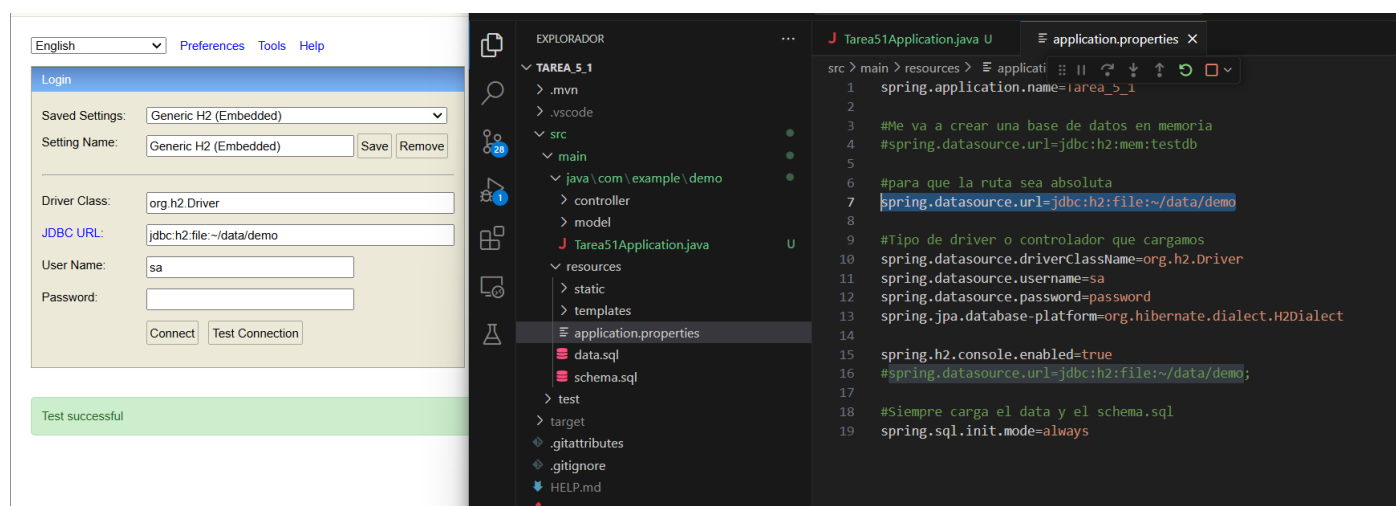 English
Preferences Tools Help
Login
Saved Settings: Generic H2 (Embedded)
Setting Name: Generic H2 (Embedded) Save Remove
Driver Class: org.h2.Driver
JDBC URL: jdbc:h2:file:~/data/demo
User Name: sa
Password:
Connect Test Connection
Test successful
28
1
EXPLORADOR ...
TAREA_5_1
.mvn
.vscode
src
main
java\com\example\demo
controller
model
J Tarea51Application.java U
resources
static
templates
application.properties
data.sql
schema.sql
test
target
.gitattributes
.gitignore
HELP.md
J Tarea51Application.java U application.properties
src > main > resources > applicati
1 spring.application.name=Tarea_5_1
2
3 #Me va a crear una base de datos en memoria
4 #spring.datasource.url=jdbc:h2:mem:testdb
5
6 #para que la ruta sea absoluta
7 spring.datasource.url=jdbc:h2:file:~/data/demo
8
9 #Tipo de driver o controlador que cargamos
10 spring.datasource.driverClassName=org.h2.Driver
11 spring.datasource.username=sa
12 spring.datasource.password=password
13 spring.jpa.database-platform=org.hibernate.dialect.H2Dialect
14
15 spring.h2.console.enabled=true
16 #spring.datasource.url=jdbc:h2:file:~/data/demo;
17
18 #Siempre carga el data y el schema.sql
19 spring.sql.init.mode=always